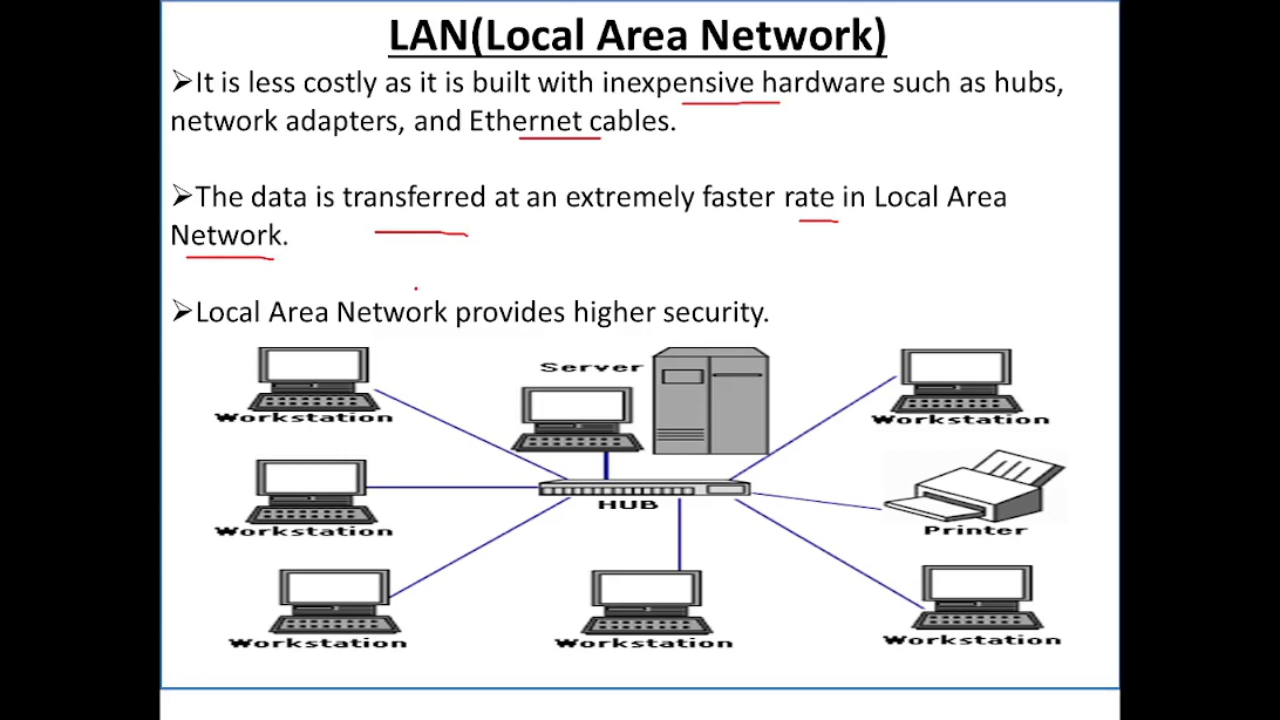 LAN(Local Area Network)
➢It is less costly as it is built with inexpensive hardware such as hubs,
network adapters, and Ethernet cables.
➢The data is transferred at an extremely faster rate in Local Area
Network.
➢Local Area Network provides higher security.
Server
Workstation
Workstation
HUB
Workstation
Printer
Workstation
Workstation
Workstation